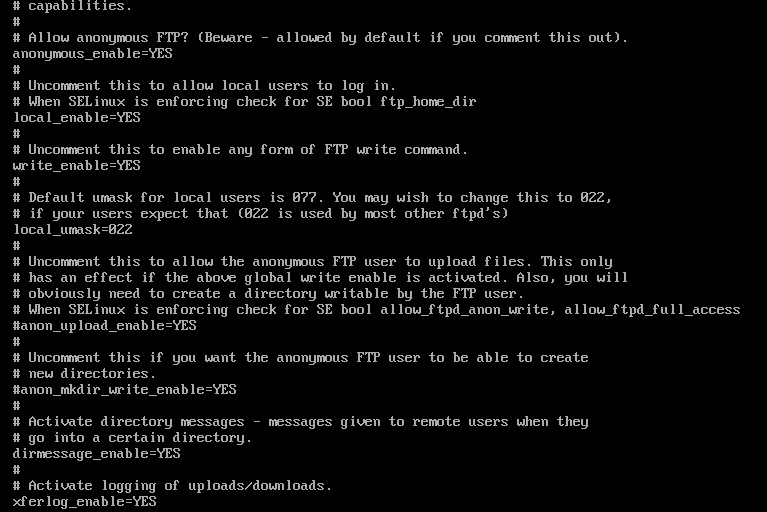 # capabilities.
#
# Allow anonymous FTP? (Beware - allowed by default if you comment this out).
anonymous_enable=YES
#
# Uncomment this to allow local users to log in.
# When SELinux is enforcing check for SE bool ftp_home_dir
local_enable=YES
#
# Uncomment this to enable any form of FTP write command.
write_enable=YES
#
# Default umask for local users is 077. You may wish to change this to 022,
# if your users expect that (022 is used by most other ftpd's)
local_umask=022
#
# Uncomment this to allow the anonymous FTP user to upload files. This only
# has an effect if the above global write enable is activated. Also, you will
# obviously need to create a directory writable by the FTP user.
# When SELinux is enforcing check for SE bool allow_ftpd_anon_write, allow_ftpd_full_access
#anon_upload_enable=YES
#
# Uncomment this if you want the anonymous FTP user to be able to create
# new directories.
#anon_mkdir_write_enable=YES
#
# Activate directory messages - messages given to remote users when they
# go into a certain directory.
dirmessage_enable=YES
#
# Activate logging of uploads/downloads.
xferlog_enable=YES